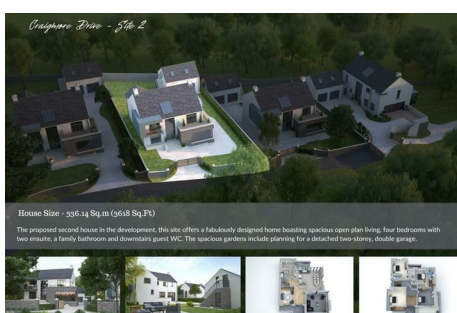 Craigmore Drive - Site 2
House Size - 336.14 Sq.m (3618 Sq.Ft)
The proposed second house in the development, this site offers a fabulously designed home boasting spacious open plan living, four bedrooms with
two ensuite, a family bathroom and downstairs guest WC. The spacious gardens include planning for a detached two-storey, double garage.